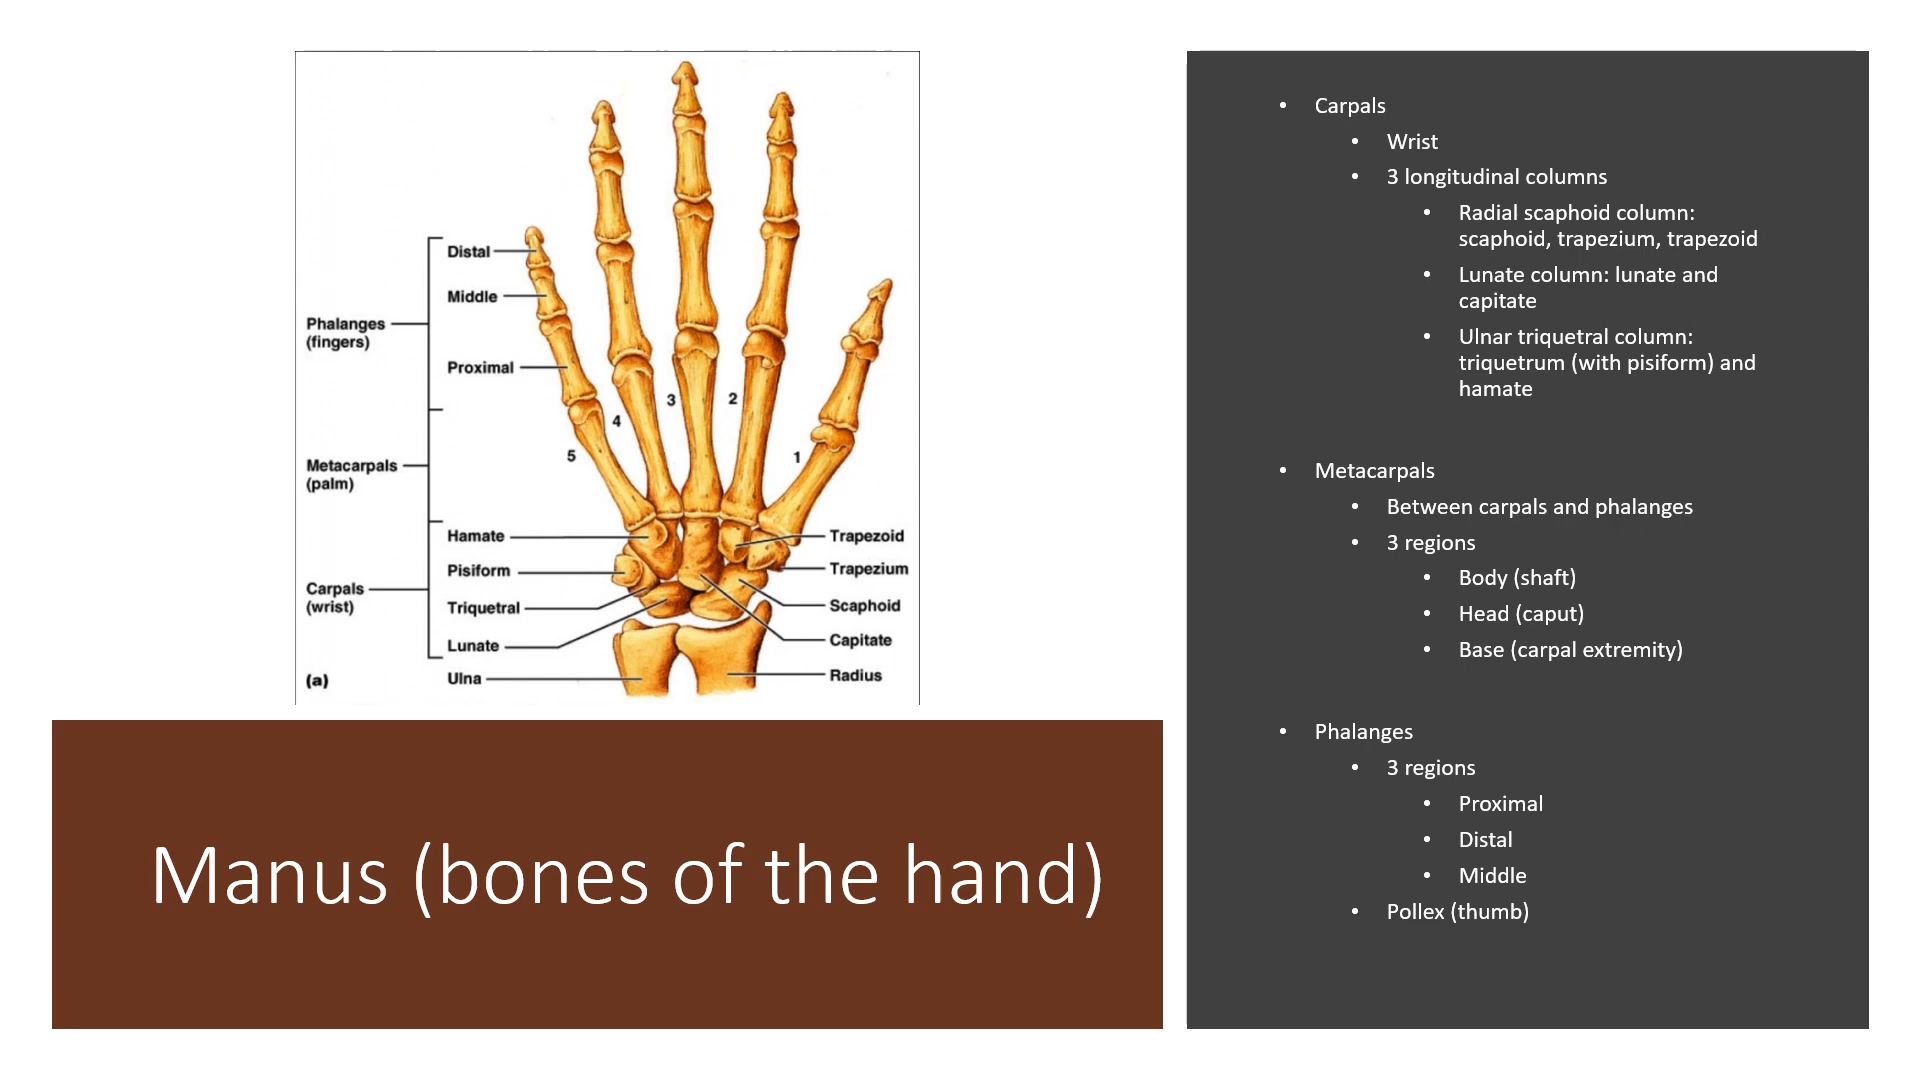 Distal
Middle
Phalanges
(fingers)
Proximal
3
2
4
5
1
Metacarpals
(palm)
Hamate
Trapezoid
Pisiform
Trapezium
Carpals
(wrist)
Triquetral
Scaphoid
Lunate
Capitate
(a)
Ulna
Radius
Manus (bones of the hand)
• Carpals
• Wrist
• 3 longitudinal columns
• Radial scaphoid column:
scaphoid, trapezium, trapezoid
• Lunate column: lunate and
capitate
• Ulnar triquetral column:
triquetrum (with pisiform) and
hamate
• Metacarpals
• Between carpals and phalanges
• 3 regions
• Body (shaft)
• Head (caput)
• Base (carpal extremity)
• Phalanges
• 3 regions
• Proximal
• Distal
• Middle
• Pollex (thumb)